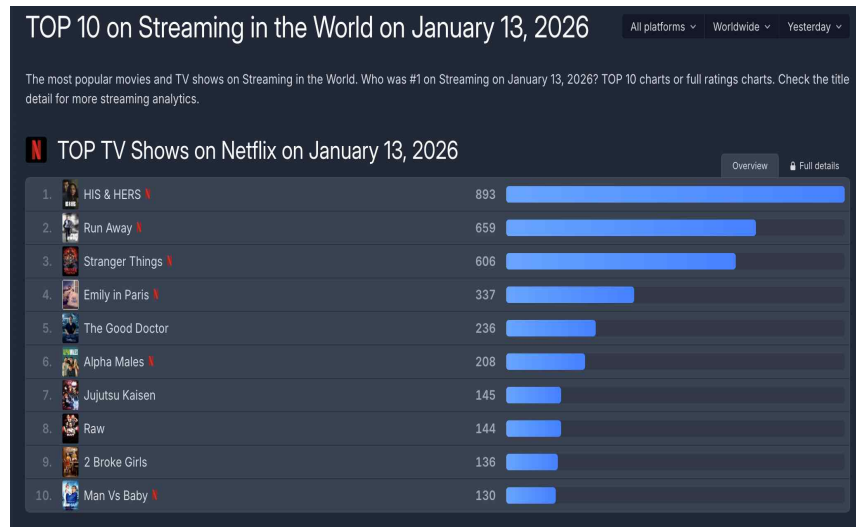 TOP 10 on Streaming in the World on January 13, 2026
All platforms Worldwide Yesterday
The most popular movies and TV shows on Streaming in the World. Who was #1 on Streaming on January 13, 2026? TOP 10 charts or full ratings charts. Check the title
detail for more streaming analytics.
N TOP TV Shows on Netflix on January 13, 2026
Overview Full details
1. HIS & HERS N 893
2. Run Away N 659
3. Stranger Things N 606
4. Emily in Paris N 337
5. The Good Doctor 236
6. Alpha Males N 208
7. Jujutsu Kaisen 145
8. Raw 144
9. 2 Broke Girls 136
10. Man Vs Baby N 130